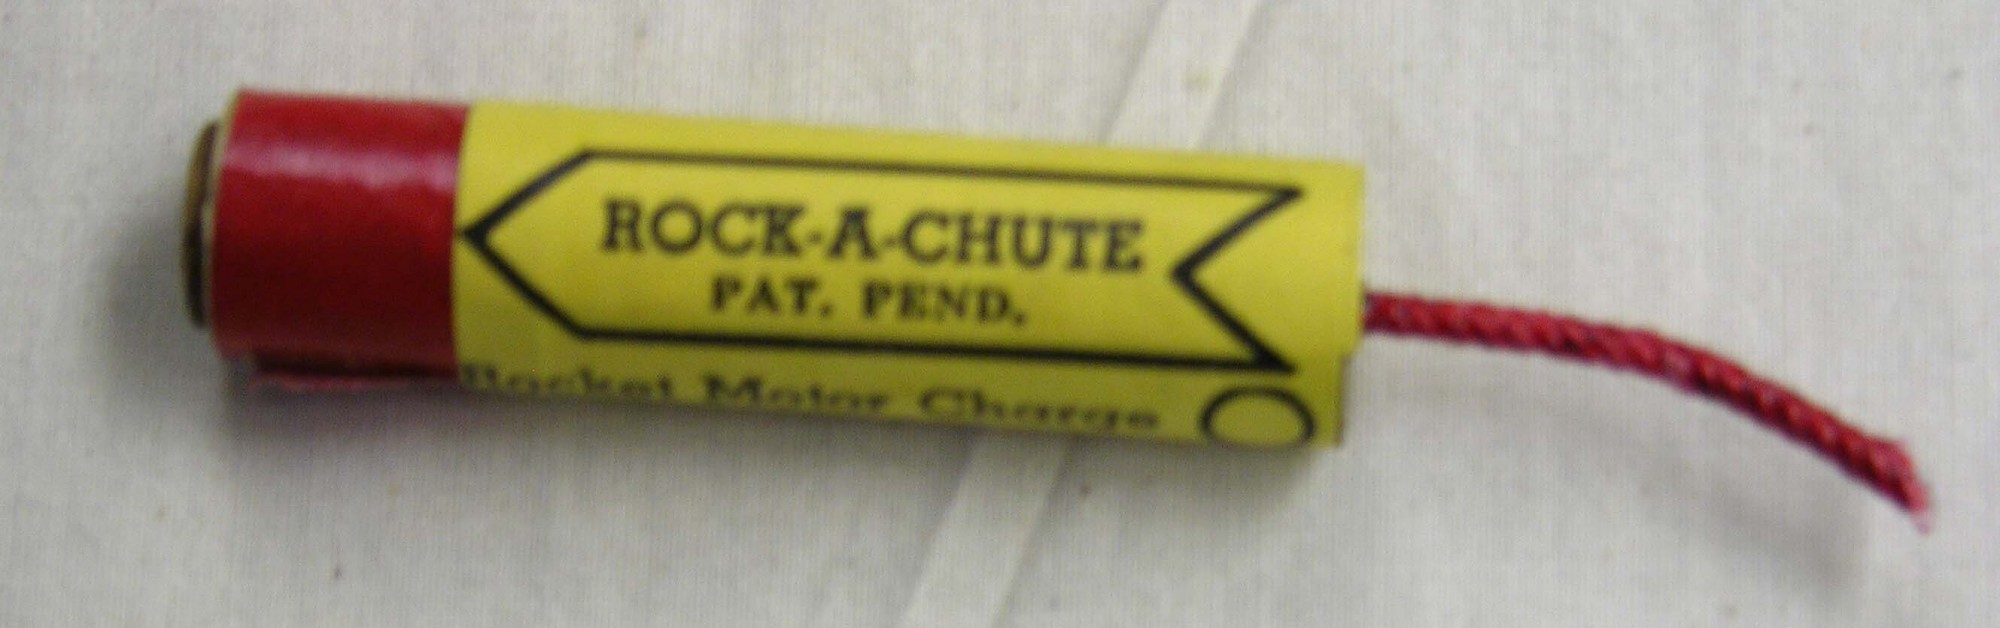 ROCK-A-CHUTE
PAT. PEND.
Rocket Motor Charge